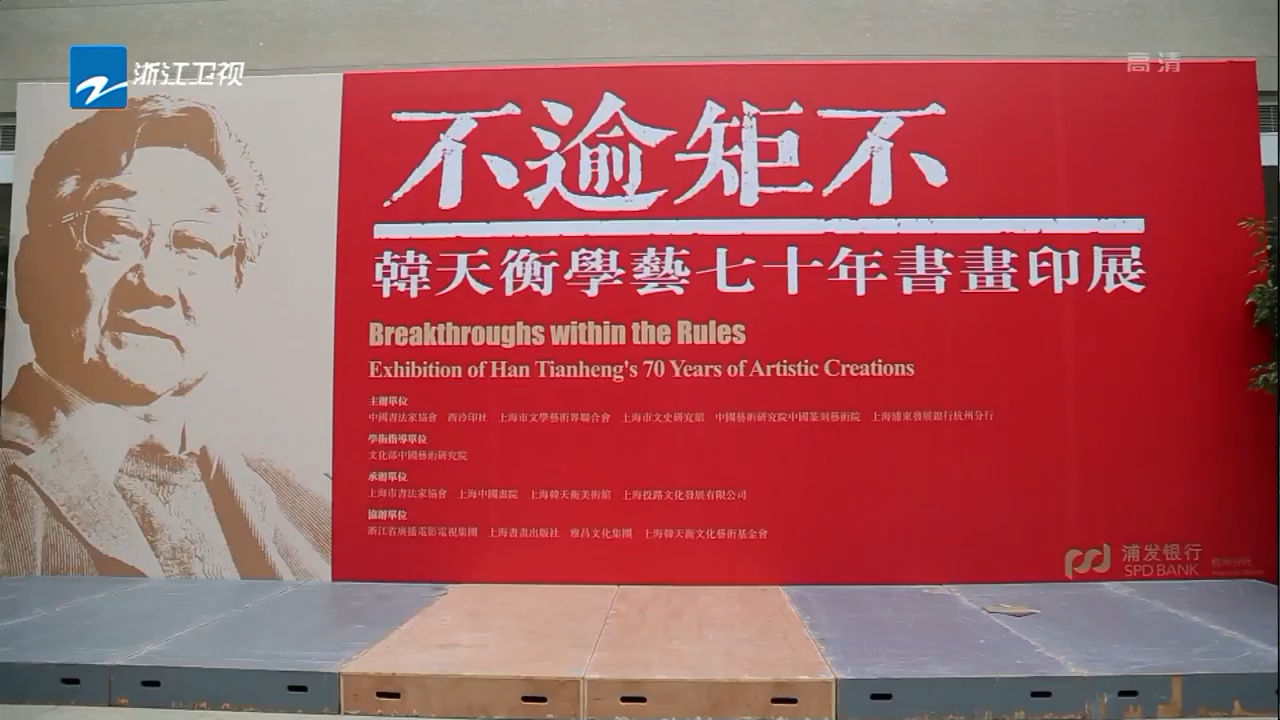 浙江卫视
高清
不逾矩不
韓天衡學藝七十年書畫印展
Breakthroughs within the Rules
Exhibition of Han Tianheng's 70 Years of Artistic Creations
主辦單位
中國書法家協會 西泠印社 上海市文學藝術界聯合會 上海市文史研究館 中國藝術研究院中國篆刻藝術院 上海浦東發展銀行杭州分行
學術指導單位
文化部中國藝術研究院
承辦單位
上海市書法家協會 上海中國畫院 上海韓天衡美術館 上海投路文化發展有限公司
協辦單位
浙江省廣播電影電視集團 上海書畫出版社 雅昌文化集團 上海韓天衡文化藝術基金會
浦发银行
SPD BANK
杭州分行